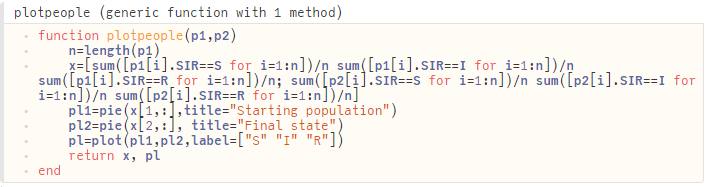 plotpeople (generic function with 1 method)
function plotpeople(p1,p2)
n=length(p1)
x=[sum([p1[i].SIR==S for i=1:n])/n sum([p1[i].SIR==I for i=1:n])/n
sum([p1[i].SIR==R for i=1:n])/n; sum([p2[i].SIR==S for i=1:n])/n sum([p2[i].SIR==I for
i=1:n])/n sum([p2[i].SIR==R for i=1:n])/n]
pl1=pie(x[1,:],title="Starting population")
pl2=pie(x[2,:], title="Final state")
pl=plot(pl1,pl2,label=["S" "I" "R"])
return x, pl
end